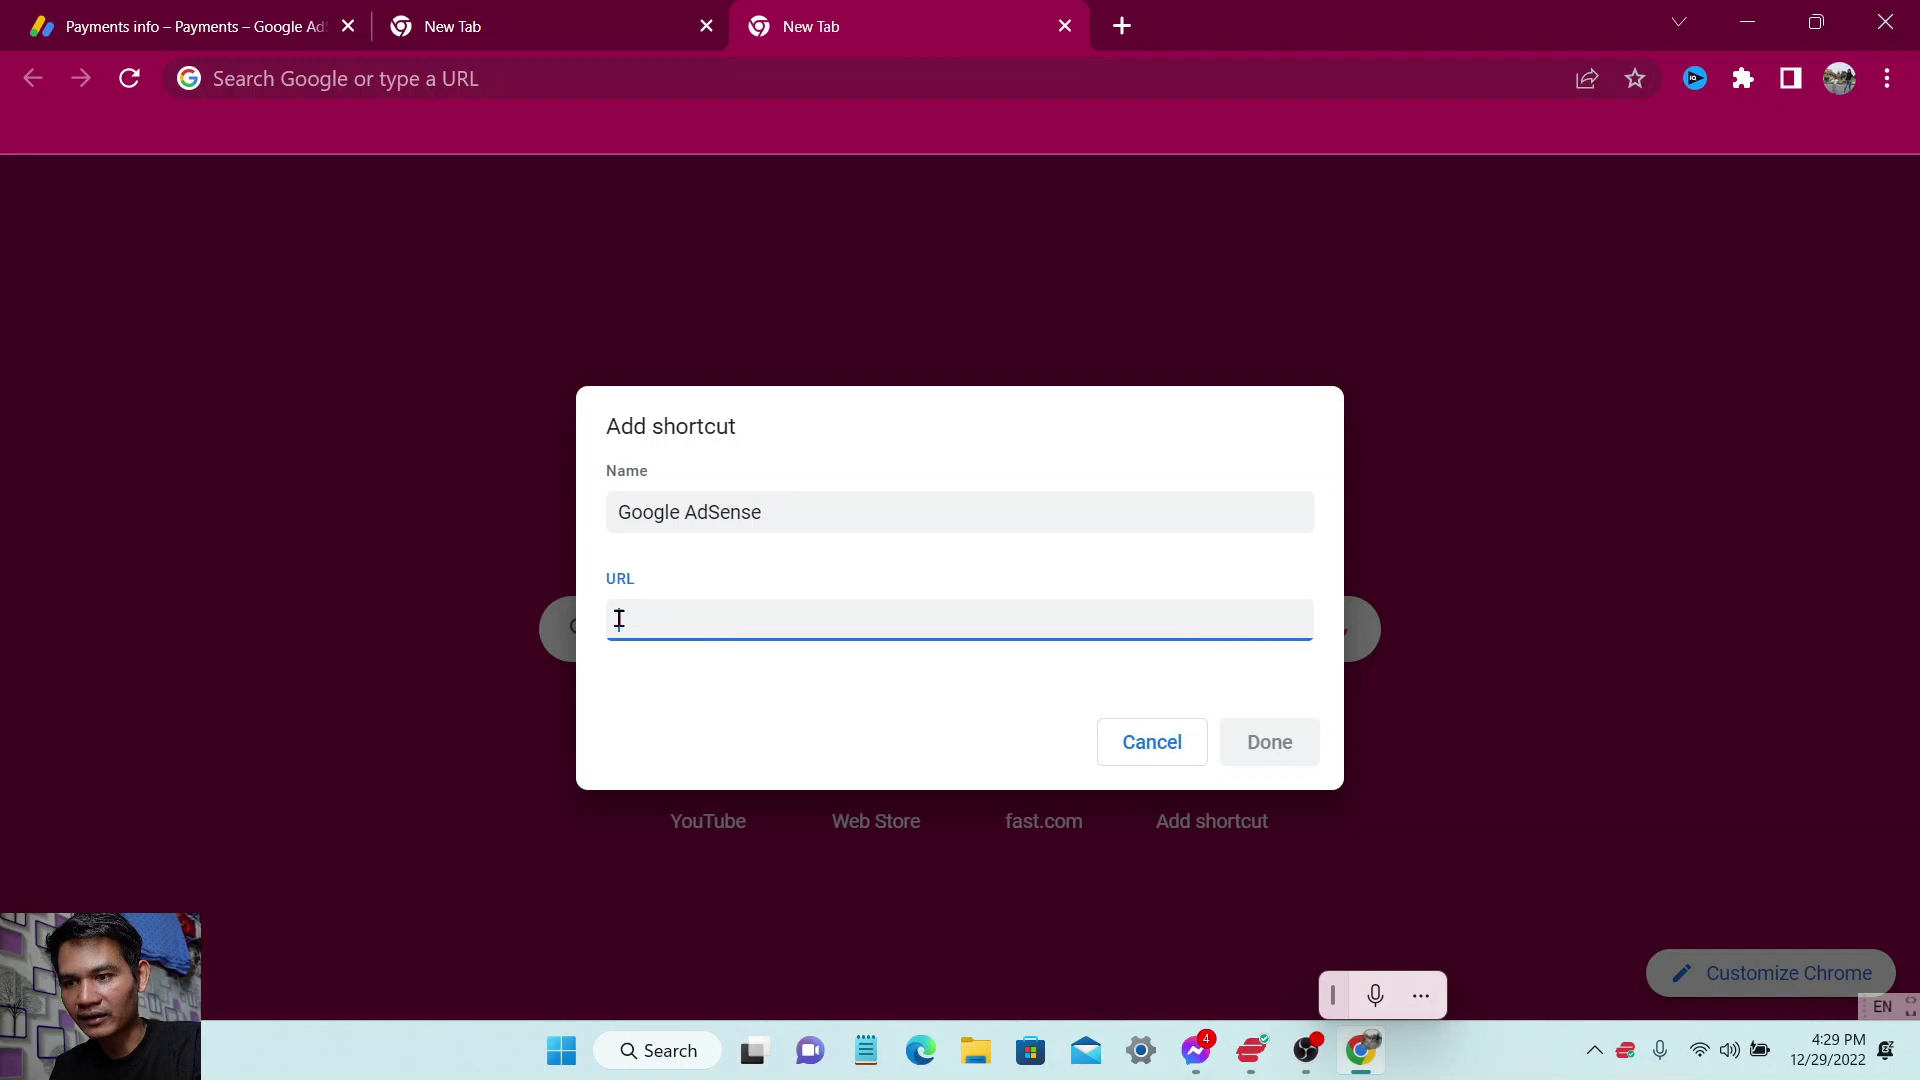 Payments info – Payments – Google Ad
New Tab
New Tab
Search Google or type a URL
Add shortcut
Name
Google AdSense
URL
Cancel
Done
YouTube
Web Store
fast.com
Add shortcut
Customize Chrome
EN
Search
4
4:29 PM
12/29/2022